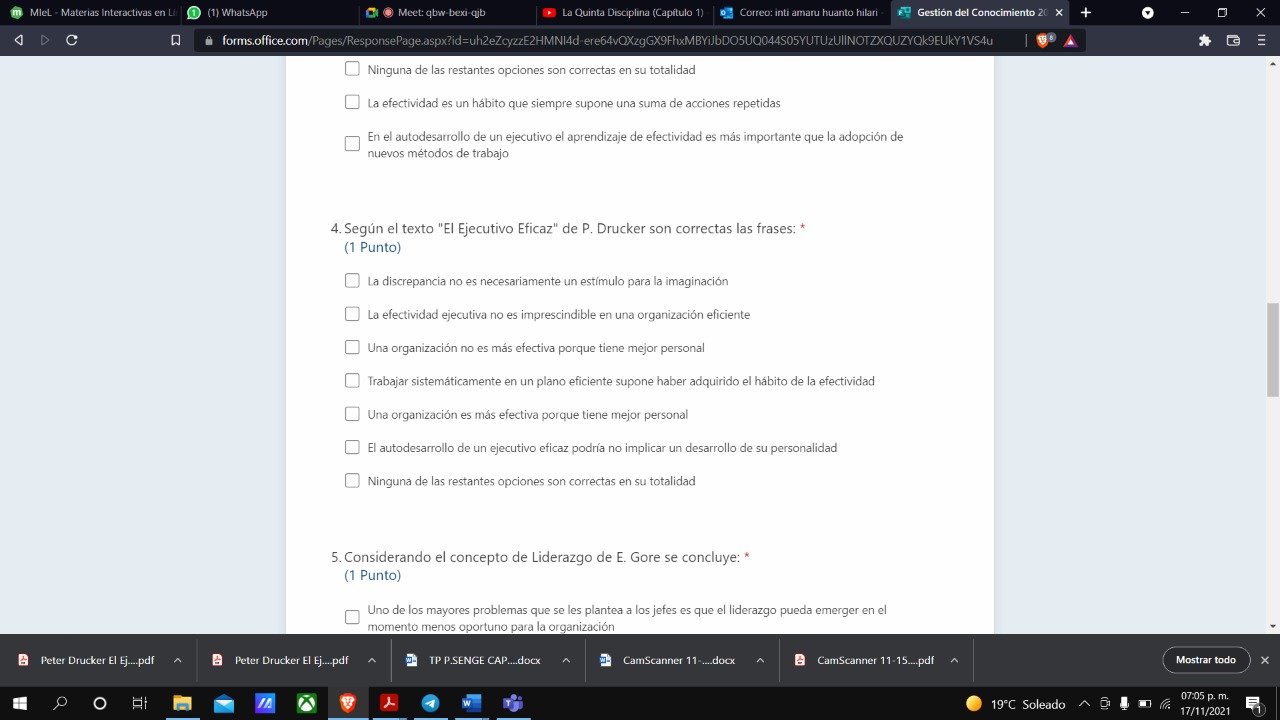 MieL - Materias Interactivas en Lí
(1) WhatsApp
Meet: qbw-bexi-qjb
La Quinta Disciplina (Capítulo 1)
Correo: inti amaru huanto hilari
Gestión del Conocimiento 20
forms.office.com/Pages/ResponsePage.aspx?id=uh2eZcyzzE2HMNI4d-ere64vQXzgGX9FhxMBYiJbDO5UQ044S05YUTUzUllNOTZXQUZYQk9EUkY1VS4u
Ninguna de las restantes opciones son correctas en su totalidad
La efectividad es un hábito que siempre supone una suma de acciones repetidas
En el autodesarrollo de un ejecutivo el aprendizaje de efectividad es más importante que la adopción de
nuevos métodos de trabajo
4. Según el texto "El Ejecutivo Eficaz" de P. Drucker son correctas las frases: *
(1 Punto)
La discrepancia no es necesariamente un estímulo para la imaginación
La efectividad ejecutiva no es imprescindible en una organización eficiente
Una organización no es más efectiva porque tiene mejor personal
Trabajar sistemáticamente en un plano eficiente supone haber adquirido el hábito de la efectividad
Una organización es más efectiva porque tiene mejor personal
El autodesarrollo de un ejecutivo eficaz podría no implicar un desarrollo de su personalidad
Ninguna de las restantes opciones son correctas en su totalidad
5. Considerando el concepto de Liderazgo de E. Gore se concluye: *
(1 Punto)
Uno de los mayores problemas que se les plantea a los jefes es que el liderazgo pueda emerger en el
momento menos oportuno para la organización
Peter Drucker El Ej....pdf
Peter Drucker El Ej....pdf
TP P.SENGE CAP....docx
CamScanner 11-....docx
CamScanner 11-15....pdf
Mostrar todo
19°C Soleado
07:05 p. m.
17/11/2021